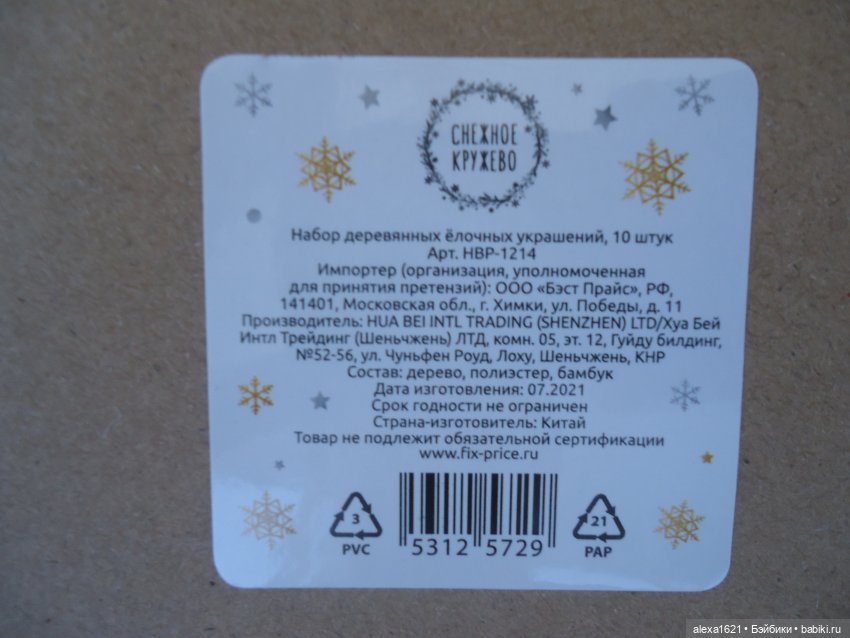 СНЕЖНОЕ
КРУЖЕВО
Набор деревянных ёлочных украшений, 10 штук
Арт. НВР-1214
Импортер (организация, уполномоченная
для принятия претензий): ООО «Бэст Прайс», РФ,
141401, Московская обл., г. Химки, ул. Победы, д. 11
Производитель: HUA BEI INTL TRADING (SHENZHEN) LTD/Хуа Бей
Интл Трейдинг (Шеньчжень) ЛТД, комн. 05, эт. 12, Гуйду билдинг,
№52-56, ул. Чуньфен Роуд, Лоху, Шеньчжень, КНР
Состав: дерево, полиэстер, бамбук
Дата изготовления: 07.2021
Срок годности не ограничен
Страна-изготовитель: Китай
Товар не подлежит обязательной сертификации
www.fix-price.ru
3
PVC
5312 5729
21
PAP
alexa1621 • Бэйбики • babiki.ru